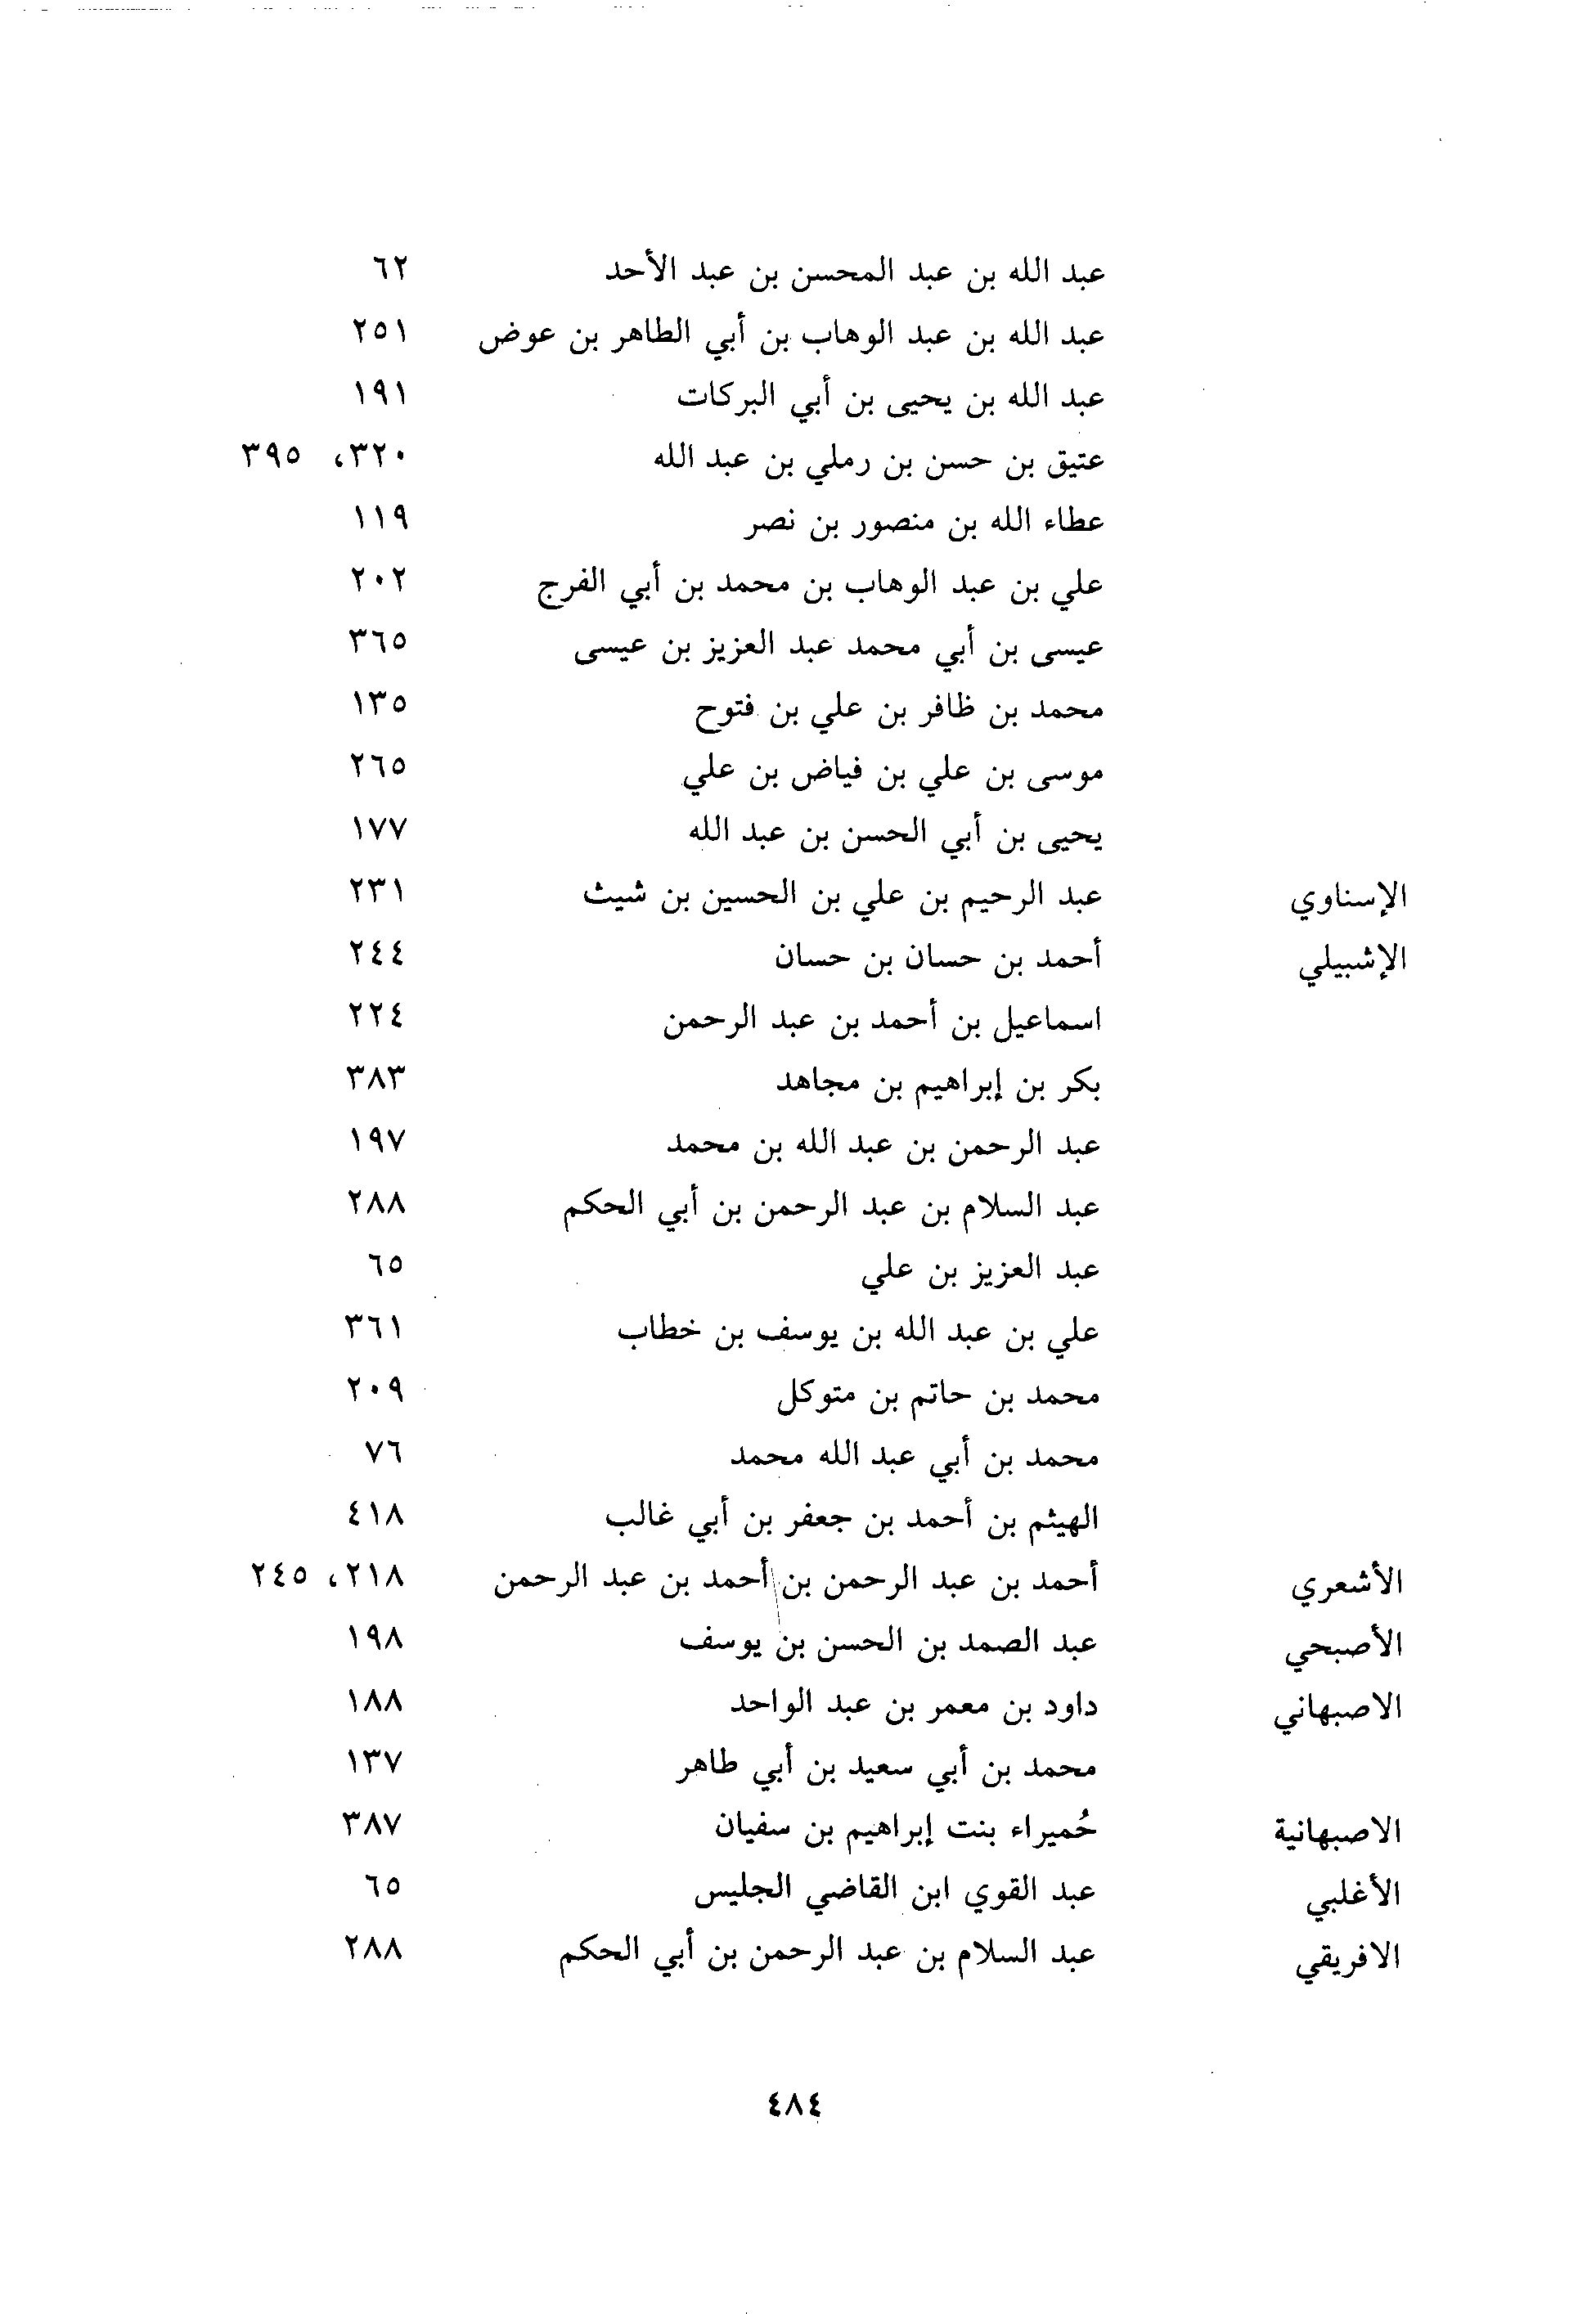 عبد الله بن عبد المحسن بن عبد الأحد ٦٢
عبد الله بن عبد الوهاب بن أبي الطاهر بن عوض ٢٥١
عبد الله بن يحيى بن أبي البركات ١٩١
عتيق بن حسن بن رملي بن عبد الله ٣٢٠، ٣٩٥
عطاء الله بن منصور بن نصر ١١٩
علي بن عبد الوهاب بن محمد بن أبي الفرج ٢٠٢
عيسى بن أبي محمد عبد العزيز بن عيسى ٣٦٥
محمد بن ظافر بن علي بن فتوح ١٣٥
موسى بن علي بن فياض بن علي ٢٦٥
يحيى بن أبي الحسن بن عبد الله ١٧٧
الإسناوي عبد الرحيم بن علي بن الحسين بن شيث ٢٣١
الإشبيلي أحمد بن حسان بن حسان ٢٤٤
اسماعيل بن أحمد بن عبد الرحمن ٢٢٤
بكر بن إبراهيم بن مجاهد ٣٨٣
عبد الرحمن بن عبد الله بن محمد ١٩٧
عبد السلام بن عبد الرحمن بن أبي الحكم ٢٨٨
عبد العزيز بن علي ٦٥
علي بن عبد الله بن يوسف بن خطاب ٣٦١
محمد بن حاتم بن متوكل ٢٠٩
محمد بن أبي عبد الله محمد ٧٦
الهيثم بن أحمد بن جعفر بن أبي غالب ٤١٨
الأشعري أحمد بن عبد الرحمن بن أحمد بن عبد الرحمن ٢١٨، ٢٤٥
الأصبحي عبد الصمد بن الحسن بن يوسف ١٩٨
الاصبهاني داود بن معمر بن عبد الواحد ١٨٨
محمد بن أبي سعيد بن أبي طاهر ١٣٧
الاصبهانية حُميراء بنت إبراهيم بن سفيان ٣٨٧
الأغلبي عبد القوي ابن القاضي الجليس ٦٥
الافريقي عبد السلام بن عبد الرحمن بن أبي الحكم ٢٨٨
٤٨٤